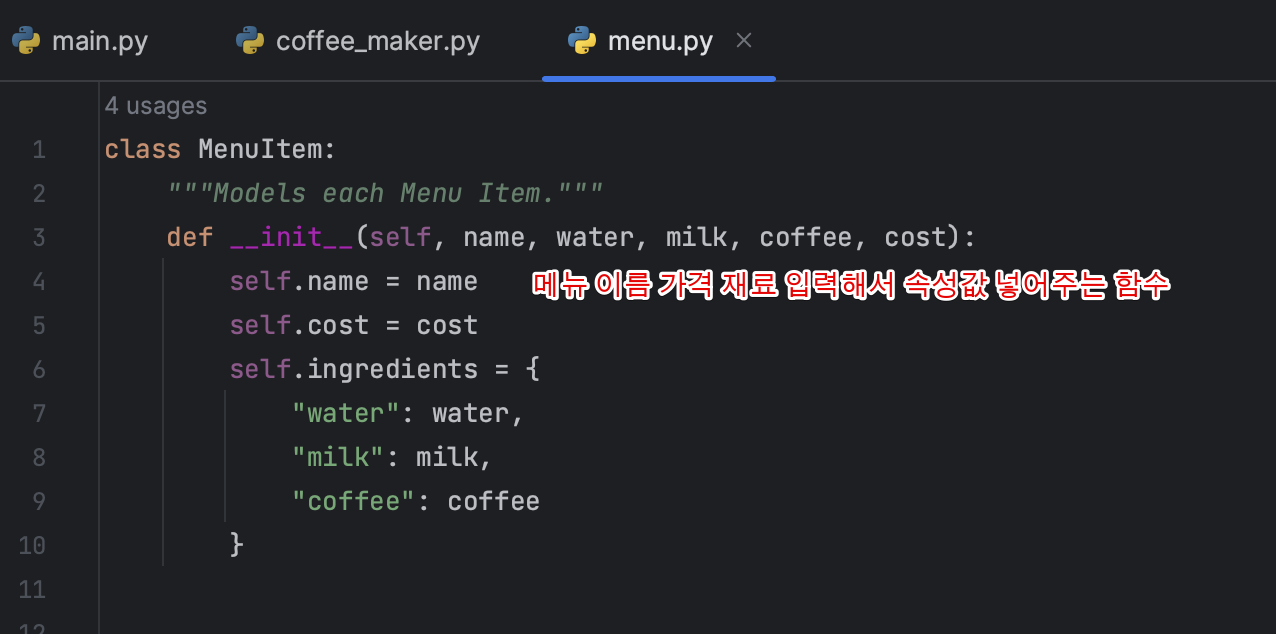 main.py coffee_maker.py menu.py
4 usages
1 class MenuItem:
2 """Models each Menu Item."""
3 def __init__(self, name, water, milk, coffee, cost):
4 self.name = name 메뉴 이름 가격 재료 입력해서 속성값 넣어주는 함수
5 self.cost = cost
6 self.ingredients = {
7 "water": water,
8 "milk": milk,
9 "coffee": coffee
10 }
11
12